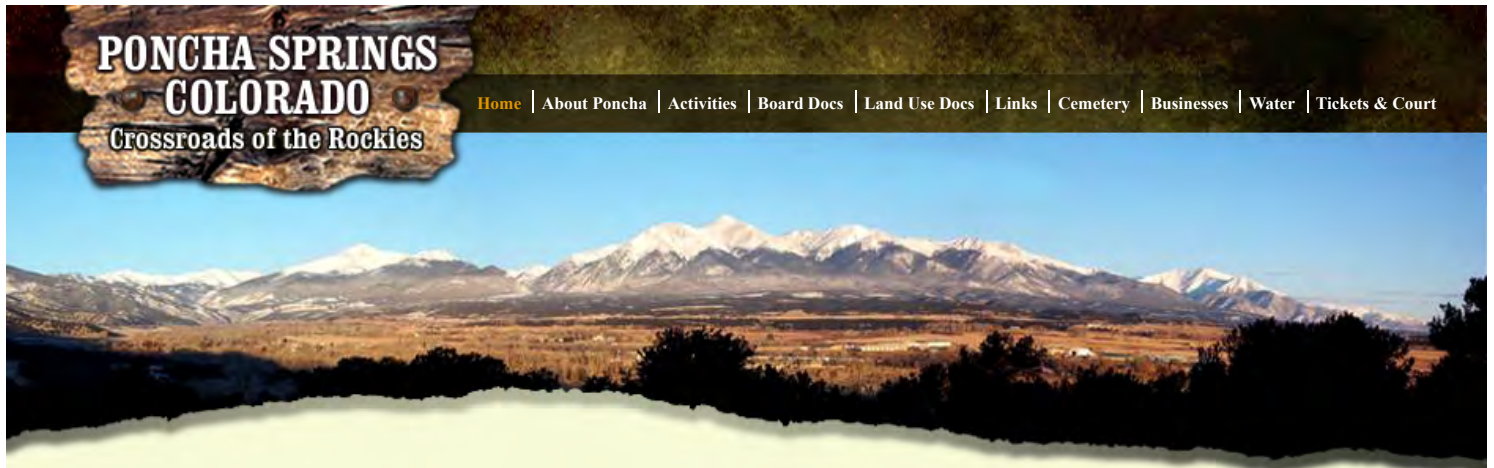 PONCHA SPRINGS
COLORADO
Crossroads of the Rockies
Home | About Poncha | Activities | Board Docs | Land Use Docs | Links | Cemetery | Businesses | Water | Tickets & Court